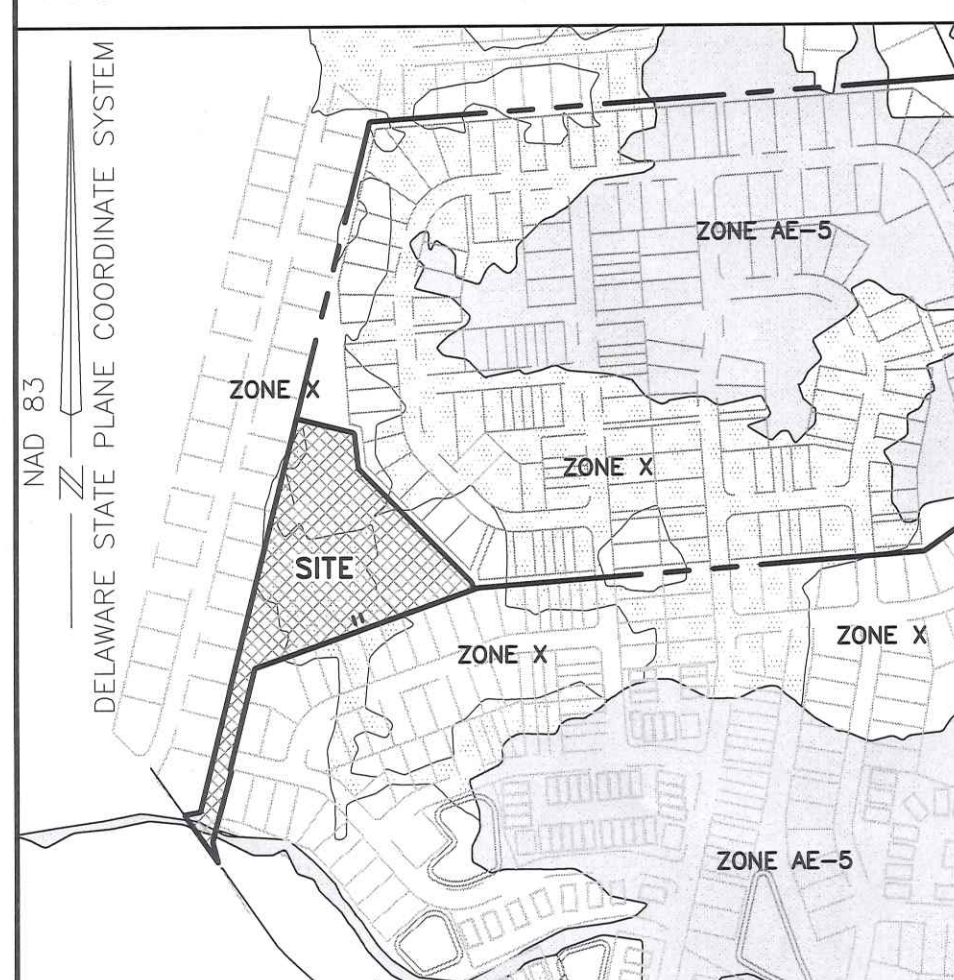 DELAWARE STATE PLANE COORDINATE SYSTEM
NAD 83
N
ZONE AE-5
ZONE X
ZONE X
SITE
ZONE X
ZONE X
ZONE AE-5